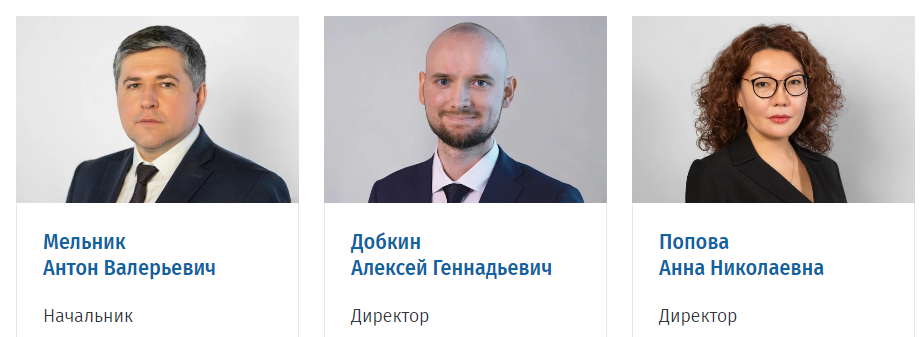 Мельник
Антон Валерьевич
Начальник
Добкин
Алексей Геннадьевич
Директор
Попова
Анна Николаевна
Директор